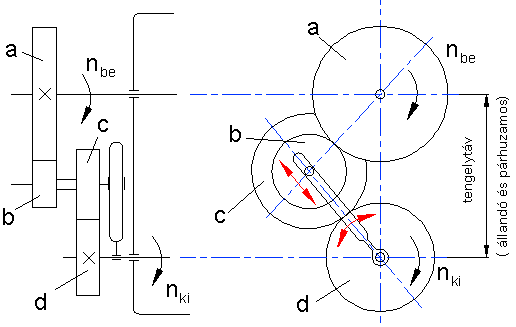 a
n be
c
b
d
n ki
a
n be
b
c
d
n ki
tengelytáv
( állandó és párhuzamos)